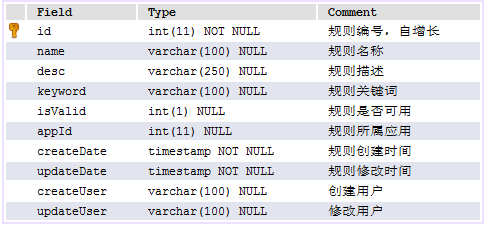 Field Type Comment
id int(11) NOT NULL 规则编号，自增长
name varchar(100) NULL 规则名称
desc varchar(250) NULL 规则描述
keyword varchar(100) NULL 规则关键词
isValid int(1) NULL 规则是否可用
appId int(11) NULL 规则所属应用
createDate timestamp NOT NULL 规则创建时间
updateDate timestamp NOT NULL 规则修改时间
createUser varchar(100) NULL 创建用户
updateUser varchar(100) NULL 修改用户